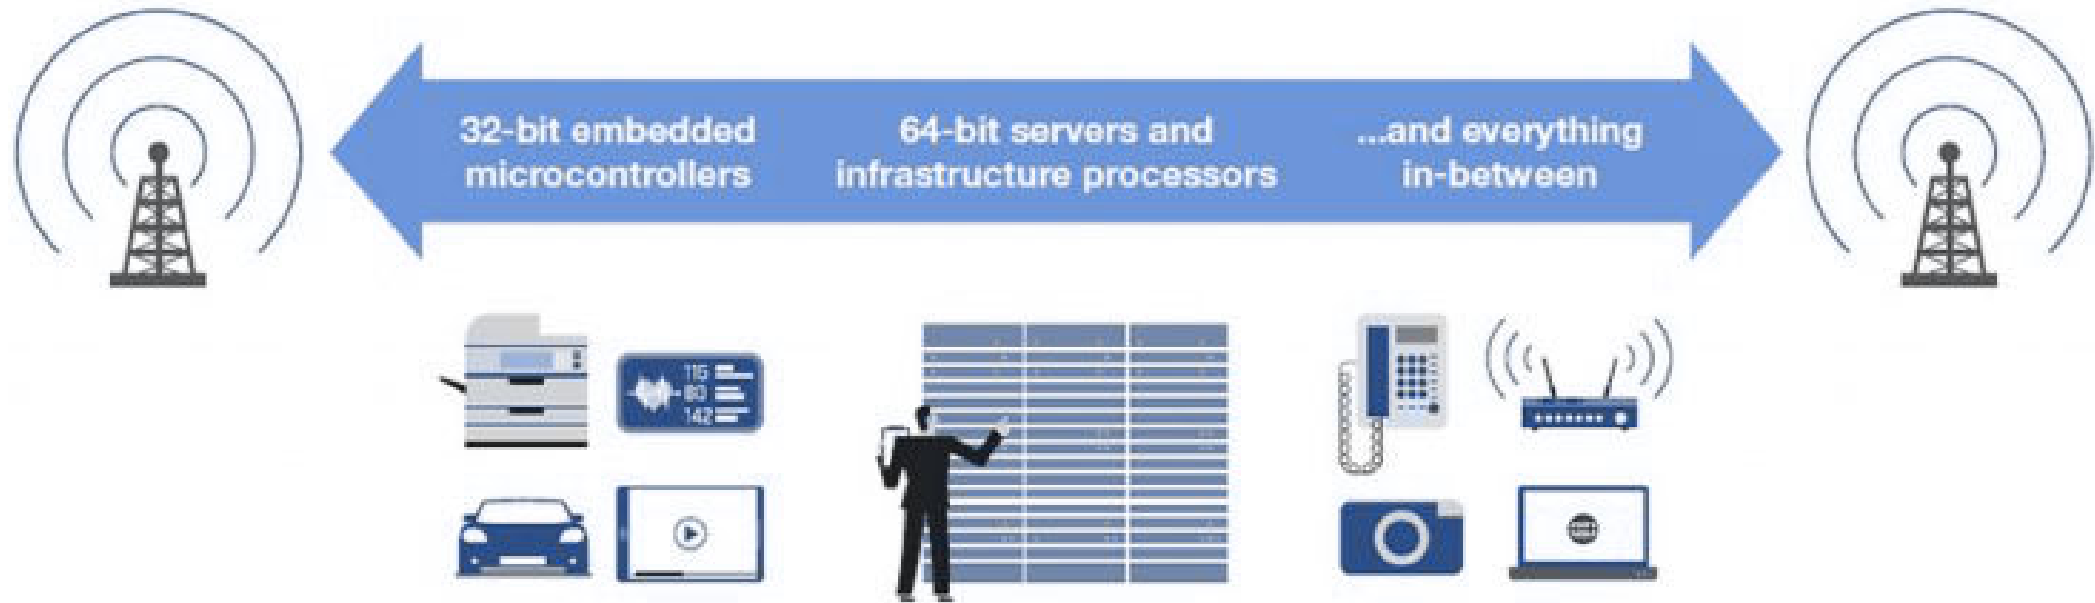 32-bit embedded
microcontrollers
64-bit servers and
infrastructure processors
...and everything
in-between
115
80
142